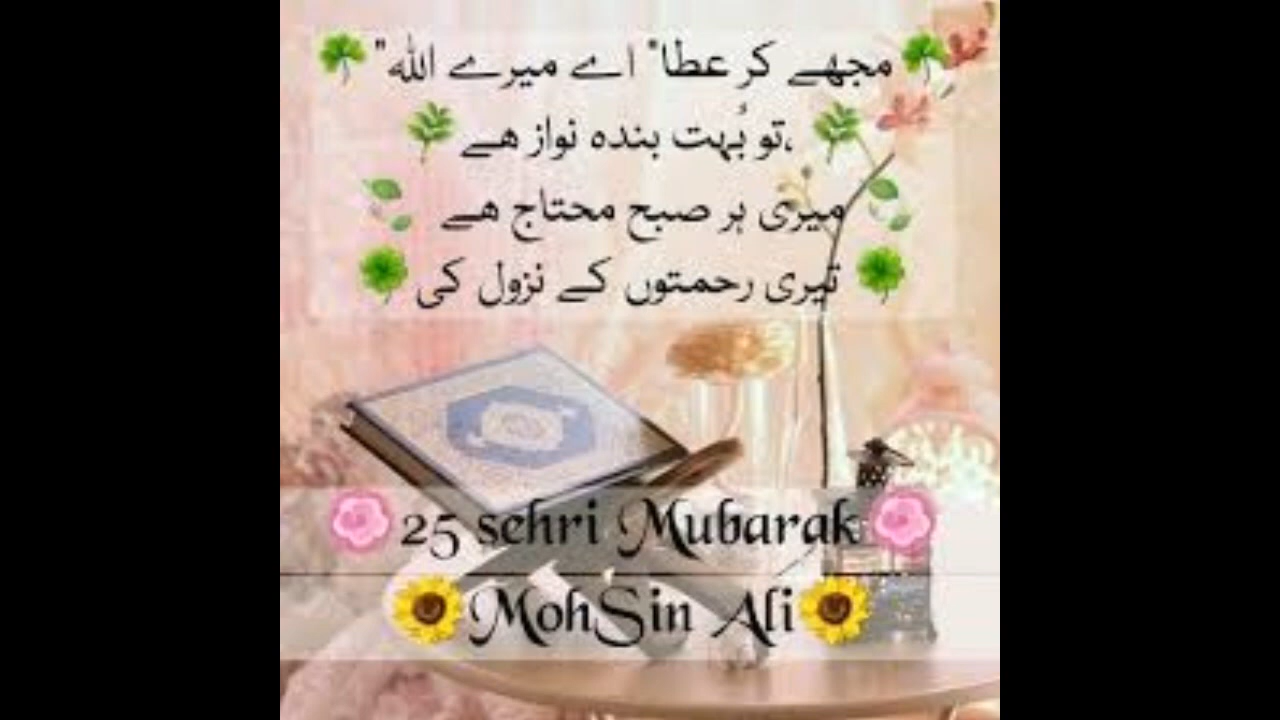 مجھے کر عطا" اے میرے اللہ"
،تو بُہت بندہ نواز ھے
میری ہر صبح محتاج ھے
تیری رحمتوں کے نزول کی
25 sehri Mubarak
MohSin Ali